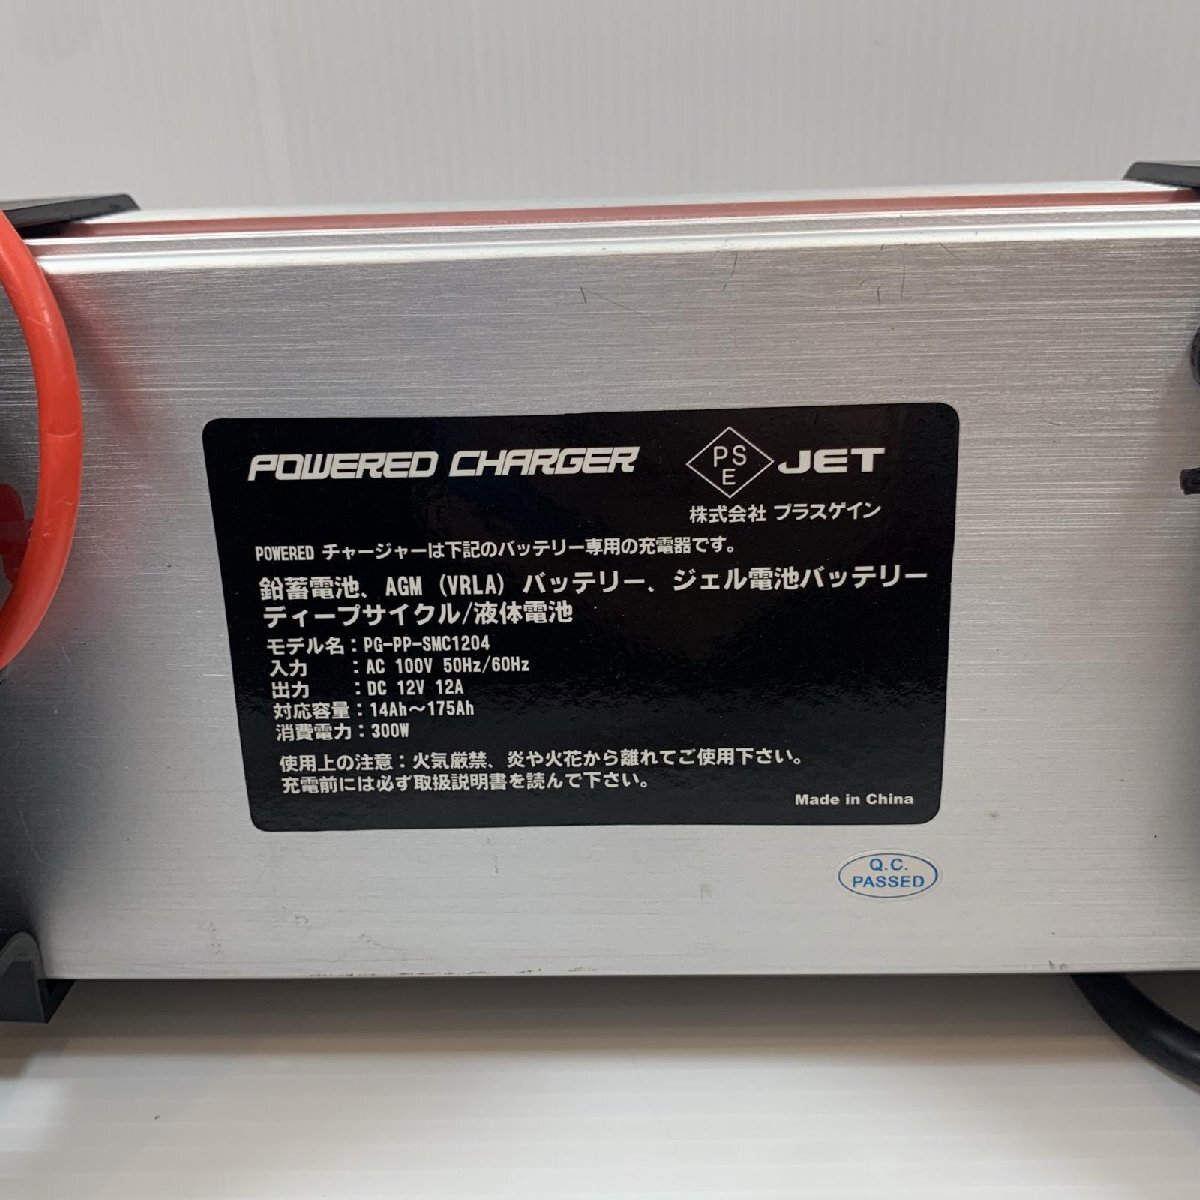 POWERED CHARGER
PS
E
JET
株式会社 プラスゲイン
POWERED チャージャーは下記のバッテリー専用の充電器です。
鉛蓄電池、AGM (VRLA) バッテリー、ジェル電池バッテリー
ディープサイクル/液体電池
モデル名:PG-PP-SMC1204
入力 :AC 100V 50Hz/60Hz
出力 :DC 12V 12A
対応容量:14Ah～175Ah
消費電力:300W
使用上の注意:火気厳禁、炎や火花から離れてご使用下さい。
充電前には必ず取扱説明書を読んで下さい。
Made in China
Q.C.
PASSED